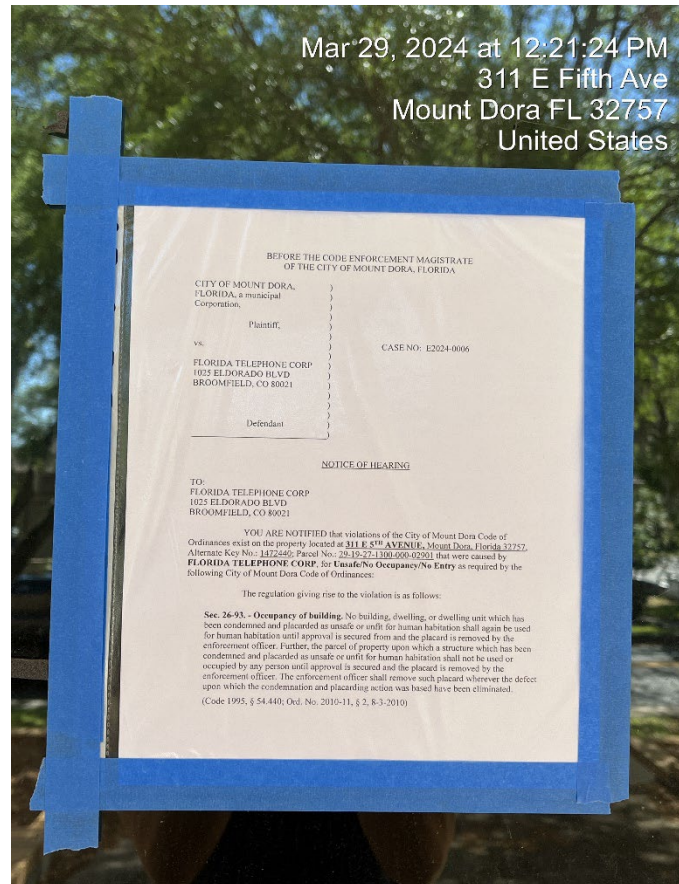 Mar 29, 2024 at 12:21:24 PM
311 E Fifth Ave
Mount Dora FL 32757
United States
BEFORE THE CODE ENFORCEMENT MAGISTRATE
OF THE CITY OF MOUNT DORA, FLORIDA
CITY OF MOUNT DORA,
FLORIDA, a municipal
Corporation,
Plaintiff,
vs.
CASE NO: E2024-0006
FLORIDA TELEPHONE CORP
1025 ELDORADO BLVD
BROOMFIELD, CO 80021
Defendant
NOTICE OF HEARING
TO:
FLORIDA TELEPHONE CORP
1025 ELDORADO BLVD
BROOMFIELD, CO 80021
YOU ARE NOTIFIED that violations of the City of Mount Dora Code of
Ordinances exist on the property located at 311 E 5TH AVENUE, Mount Dora, Florida 32757,
Alternate Key No.: 1472440; Parcel No.: 29-19-27-1300-000-02901 that were caused by
FLORIDA TELEPHONE CORP, for Unsafe/No Occupancy/No Entry as required by the
following City of Mount Dora Code of Ordinances:
The regulation giving rise to the violation is as follows:
Sec. 26-93. - Occupancy of building. No building, dwelling, or dwelling unit which has
been condemned and placarded as unsafe or unfit for human habitation shall again be used
for human habitation until approval is secured from and the placard is removed by the
enforcement officer. Further, the parcel of property upon which a structure which has been
condemned and placarded as unsafe or unfit for human habitation shall not be used or
occupied by any person until approval is secured and the placard is removed by the
enforcement officer. The enforcement officer shall remove such placard wherever the defect
upon which the condemnation and placarding action was based have been eliminated.
(Code 1995, § 54.440; Ord. No. 2010-11, § 2, 8-3-2010)